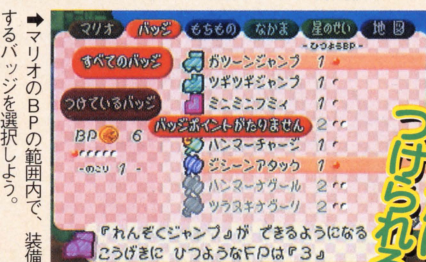 マリオ バッジ もちもの なかま 星のせい 地図
-ひつようBP-
すべてのバッジ
ガツーンジャンプ 1
ツギツギジャンプ 1
つけているバッジ
ミニミニフミィ 1
バッジポイントがたりません
BP 6
-のこり 1 -
ハンマーチャージ 1
ジシーンアタック 1
ハンマーナゲール 2
ツラヌキナグーリ 2
『れんぞくジャンプ』が できるようになる
こうげきに ひつようなFPは『3』
つけられる
➡マリオのBPの範囲内で、装備
するバッジを選択しよう。